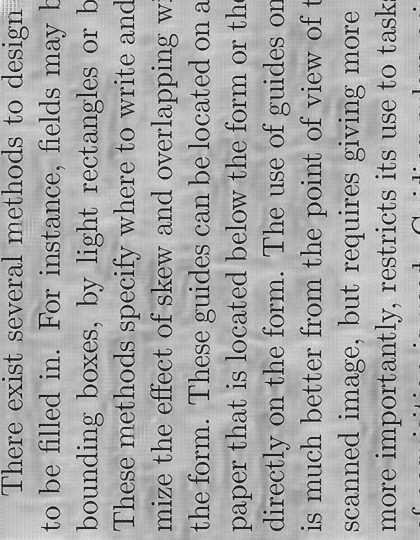 There exist several methods to design
to be filled in. For instance, fields may
bounding boxes, by light rectangles or
These methods specify where to write and
mize the effect of skew and overlapping
the form. These guides can be located on
paper that is located below the form or
directly on the form. The use of guides on
is much better from the point of view of
scanned image, but requires giving more
more importantly, restricts its use to